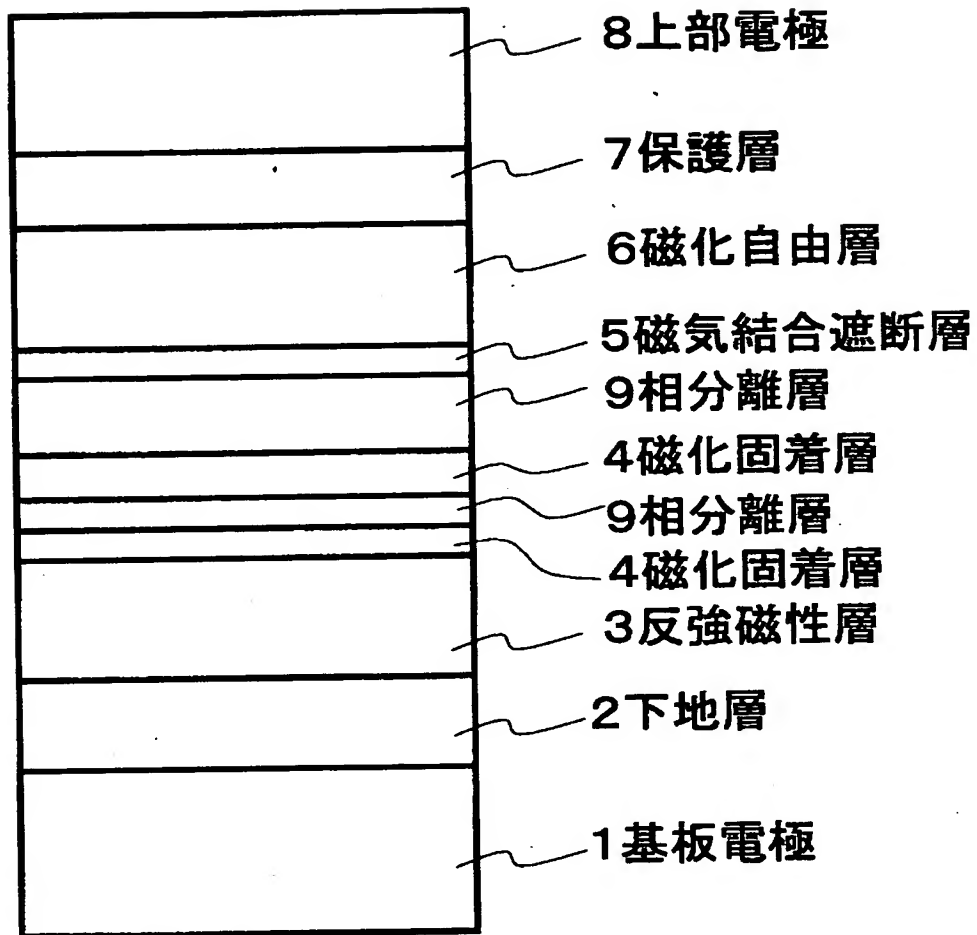 8上部電極
7保護層
6磁化自由層
5磁気結合遮断層
9相分離層
4磁化固着層
9相分離層
4磁化固着層
3反強磁性層
2下地層
1基板電極